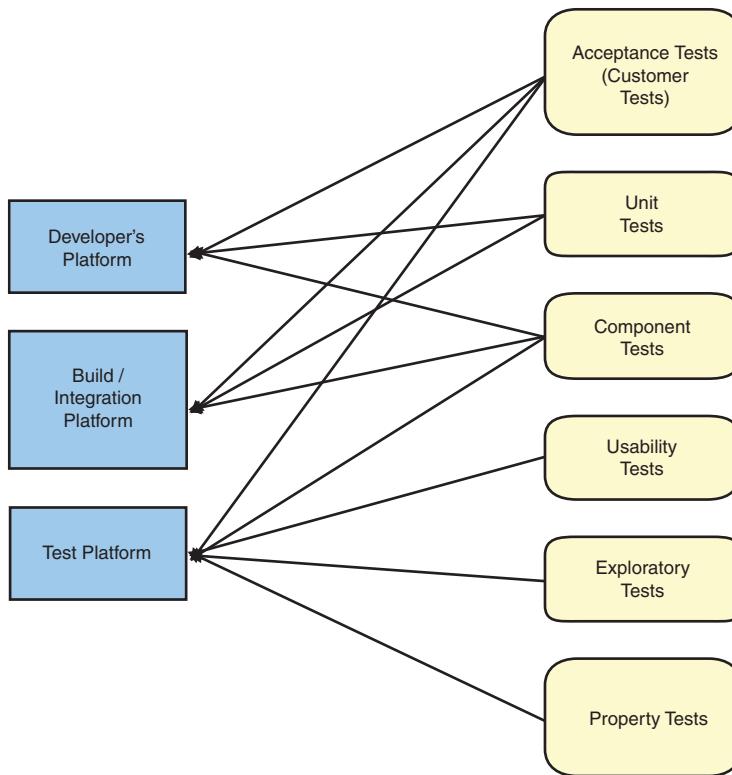 Acceptance Tests
(Customer
Tests)
Unit
Tests
Developer’s
Platform
Component
Tests
Build /
Integration
Platform
Usability
Tests
Test Platform
Exploratory
Tests
Property Tests